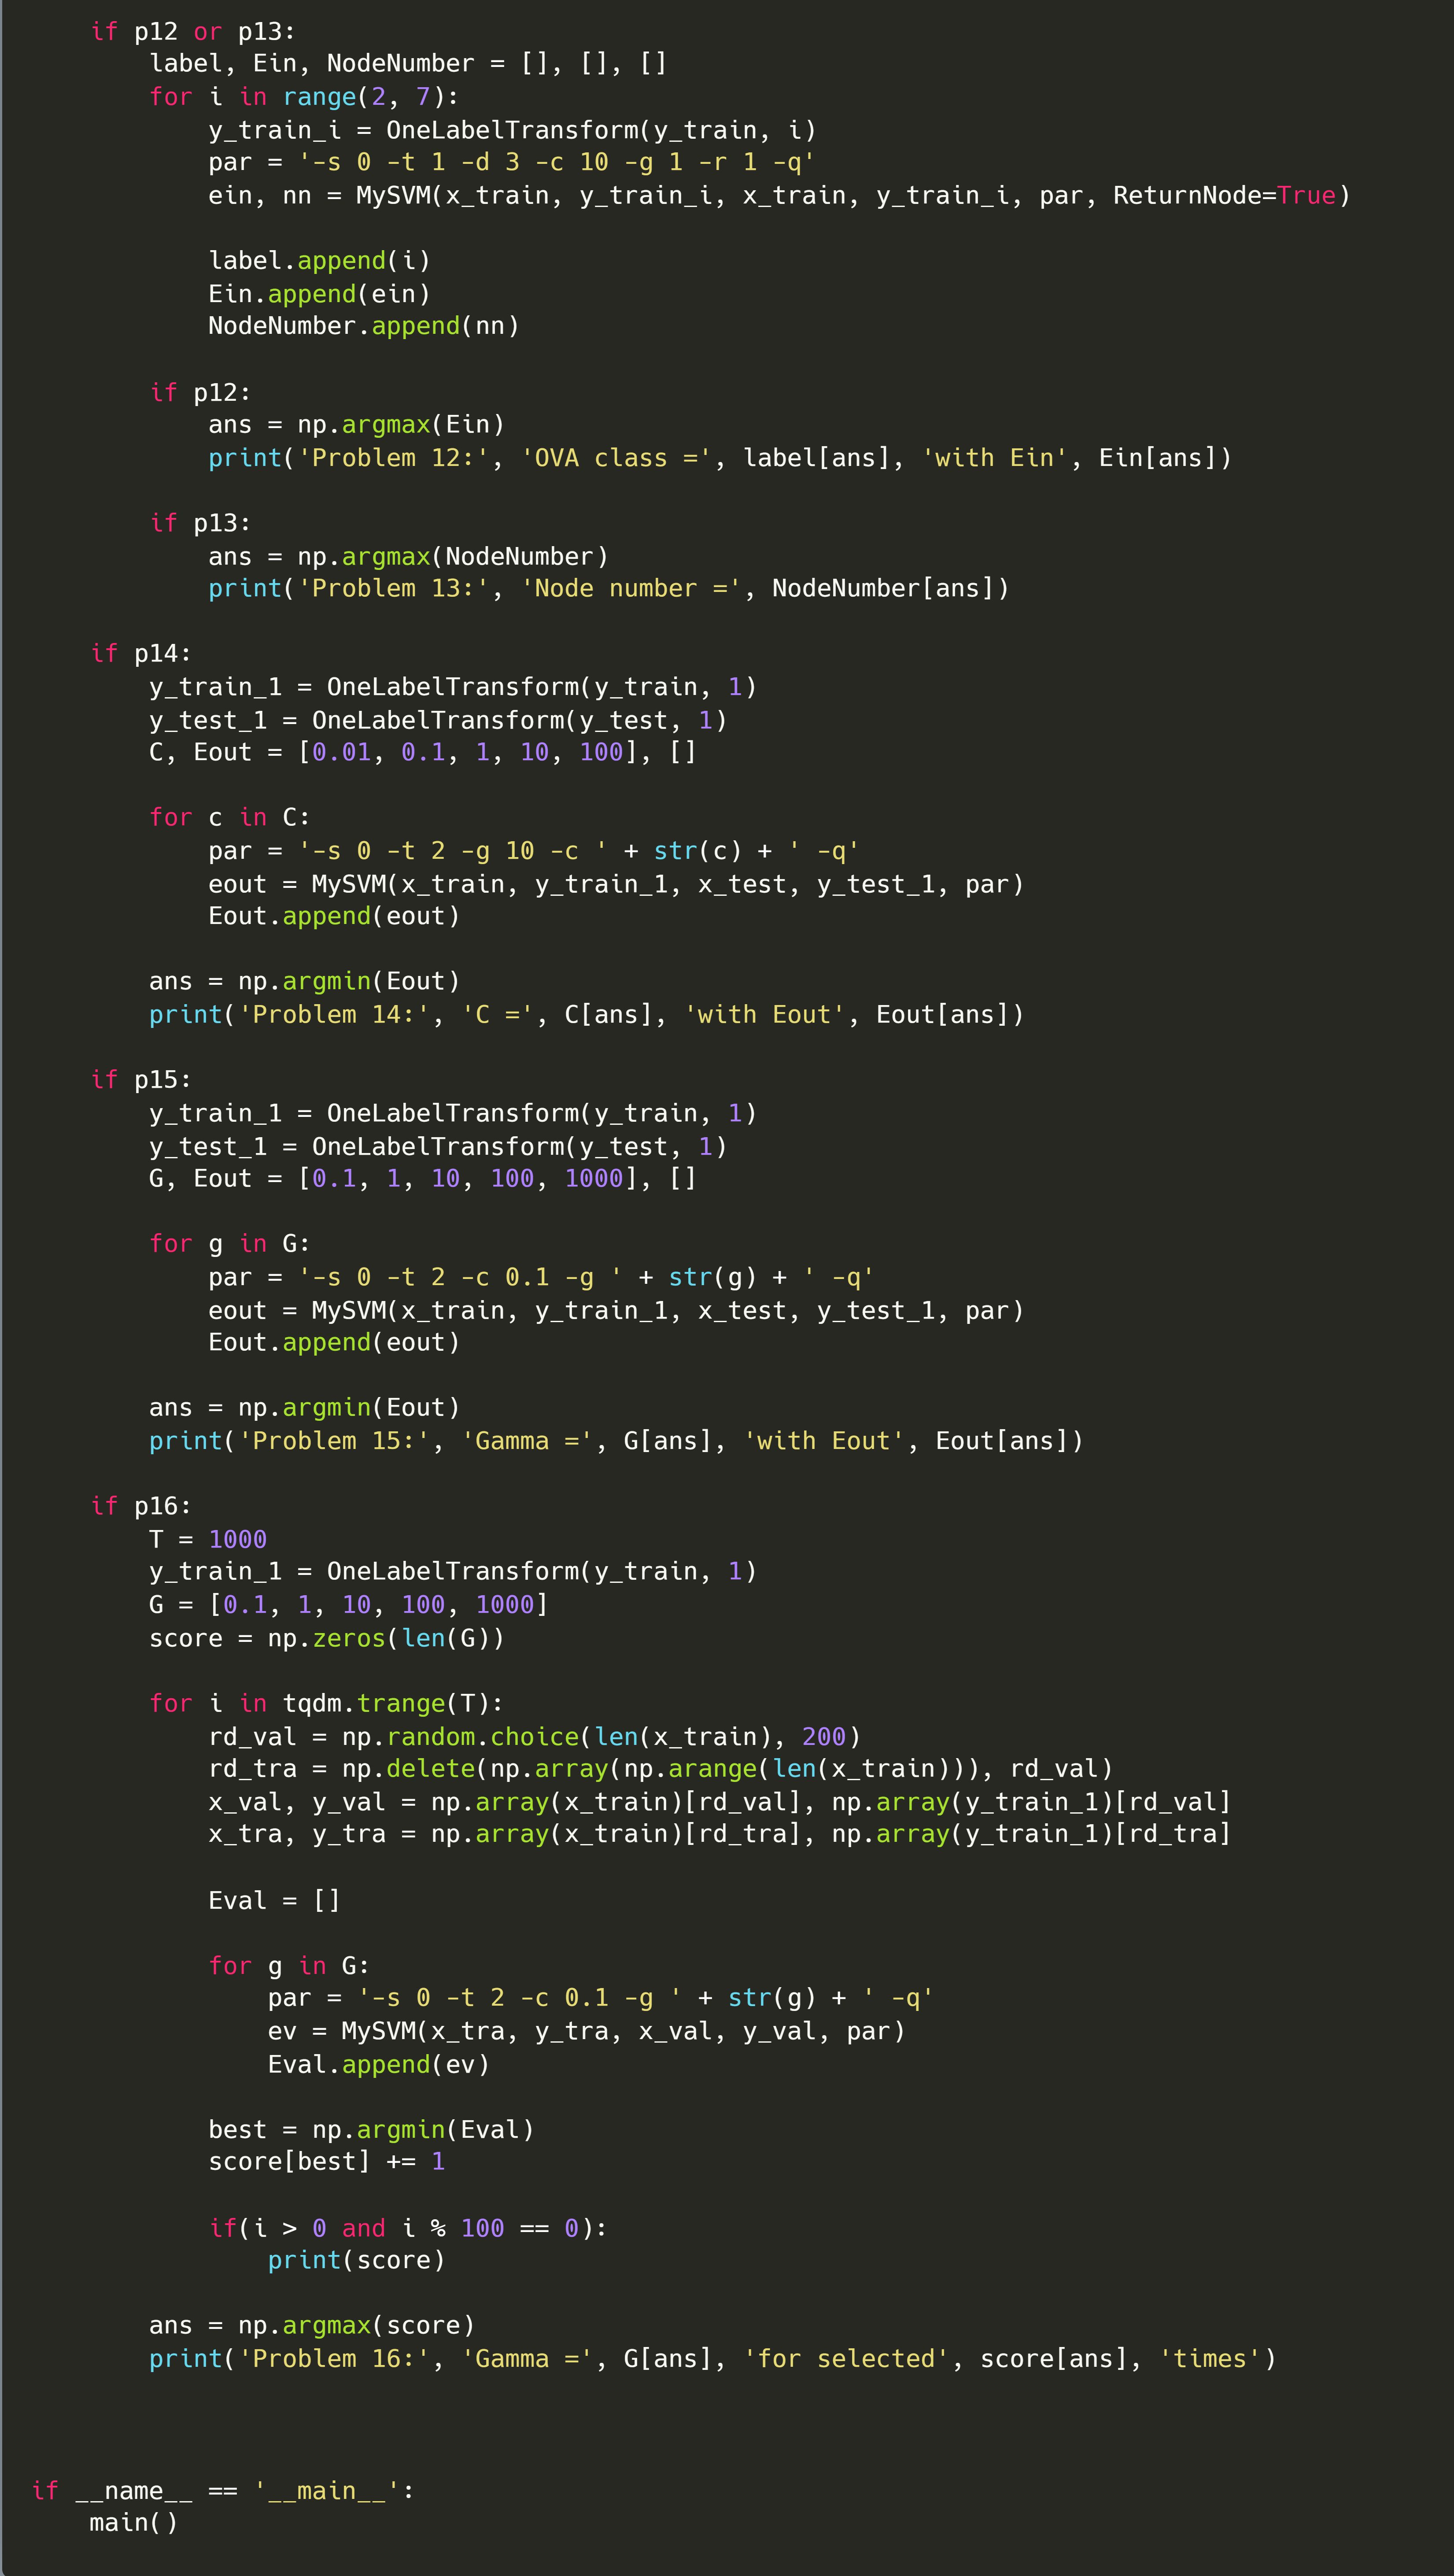 if p12 or p13:
label, Ein, NodeNumber = [], [], []
for i in range(2, 7):
y_train_i = OneLabelTransform(y_train, i)
par = '-s 0 -t 1 -d 3 -c 10 -g 1 -r 1 -q'
ein, nn = MySVM(x_train, y_train_i, x_train, y_train_i, par, ReturnNode=True)
label.append(i)
Ein.append(ein)
NodeNumber.append(nn)
if p12:
ans = np.argmax(Ein)
print('Problem 12:', 'OVA class =', label[ans], 'with Ein', Ein[ans])
if p13:
ans = np.argmax(NodeNumber)
print('Problem 13:', 'Node number =', NodeNumber[ans])
if p14:
y_train_1 = OneLabelTransform(y_train, 1)
y_test_1 = OneLabelTransform(y_test, 1)
C, Eout = [0.01, 0.1, 1, 10, 100], []
for c in C:
par = '-s 0 -t 2 -g 10 -c ' + str(c) + ' -q'
eout = MySVM(x_train, y_train_1, x_test, y_test_1, par)
Eout.append(eout)
ans = np.argmin(Eout)
print('Problem 14:', 'C =', C[ans], 'with Eout', Eout[ans])
if p15:
y_train_1 = OneLabelTransform(y_train, 1)
y_test_1 = OneLabelTransform(y_test, 1)
G, Eout = [0.1, 1, 10, 100, 1000], []
for g in G:
par = '-s 0 -t 2 -c 0.1 -g ' + str(g) + ' -q'
eout = MySVM(x_train, y_train_1, x_test, y_test_1, par)
Eout.append(eout)
ans = np.argmin(Eout)
print('Problem 15:', 'Gamma =', G[ans], 'with Eout', Eout[ans])
if p16:
T = 1000
y_train_1 = OneLabelTransform(y_train, 1)
G = [0.1, 1, 10, 100, 1000]
score = np.zeros(len(G))
for i in tqdm.trange(T):
rd_val = np.random.choice(len(x_train), 200)
rd_tra = np.delete(np.array(np.arange(len(x_train))), rd_val)
x_val, y_val = np.array(x_train)[rd_val], np.array(y_train_1)[rd_val]
x_tra, y_tra = np.array(x_train)[rd_tra], np.array(y_train_1)[rd_tra]
Eval = []
for g in G:
par = '-s 0 -t 2 -c 0.1 -g ' + str(g) + ' -q'
ev = MySVM(x_tra, y_tra, x_val, y_val, par)
Eval.append(ev)
best = np.argmin(Eval)
score[best] += 1
if(i > 0 and i % 100 == 0):
print(score)
ans = np.argmax(score)
print('Problem 16:', 'Gamma =', G[ans], 'for selected', score[ans], 'times')
if __name__ == '__main__':
main()